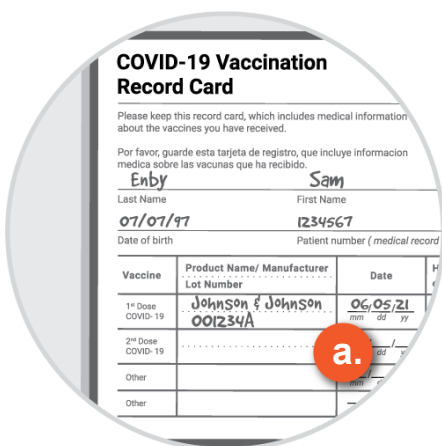 COVID-19 Vaccination
Record Card
Please keep this record card, which includes medical information
about the vaccines you have received.
Por favor, guarde esta tarjeta de registro, que incluye informacion
medica sobre las vacunas que ha recibido.
Enby Sam
Last Name First Name
07/07/97 1234567
Date of birth Patient number ( medical record
Vaccine Product Name/ Manufacturer Date
Lot Number
1st Dose Johnson & Johnson 06/05/21
COVID-19 001234A mm dd yy
2nd Dose
COVID-19
a.
Other
Other